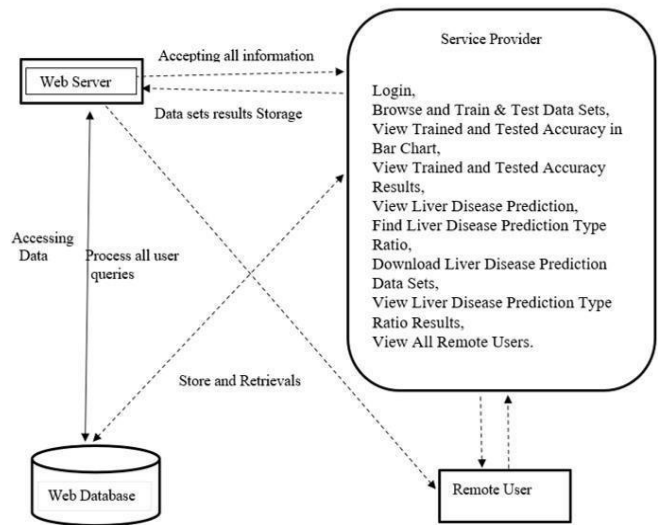 Service Provider
Accepting all information
Web Server
Data sets results Storage
Login,
Browse and Train & Test Data Sets,
View Trained and Tested Accuracy in
Bar Chart,
View Trained and Tested Accuracy
Results,
View Liver Disease Prediction,
Find Liver Disease Prediction Type
Ratio,
Download Liver Disease Prediction
Data Sets,
View Liver Disease Prediction Type
Ratio Results,
View All Remote Users.
Accessing
Data
Process all user
queries
Store and Retrievals
Web Database
Remote User